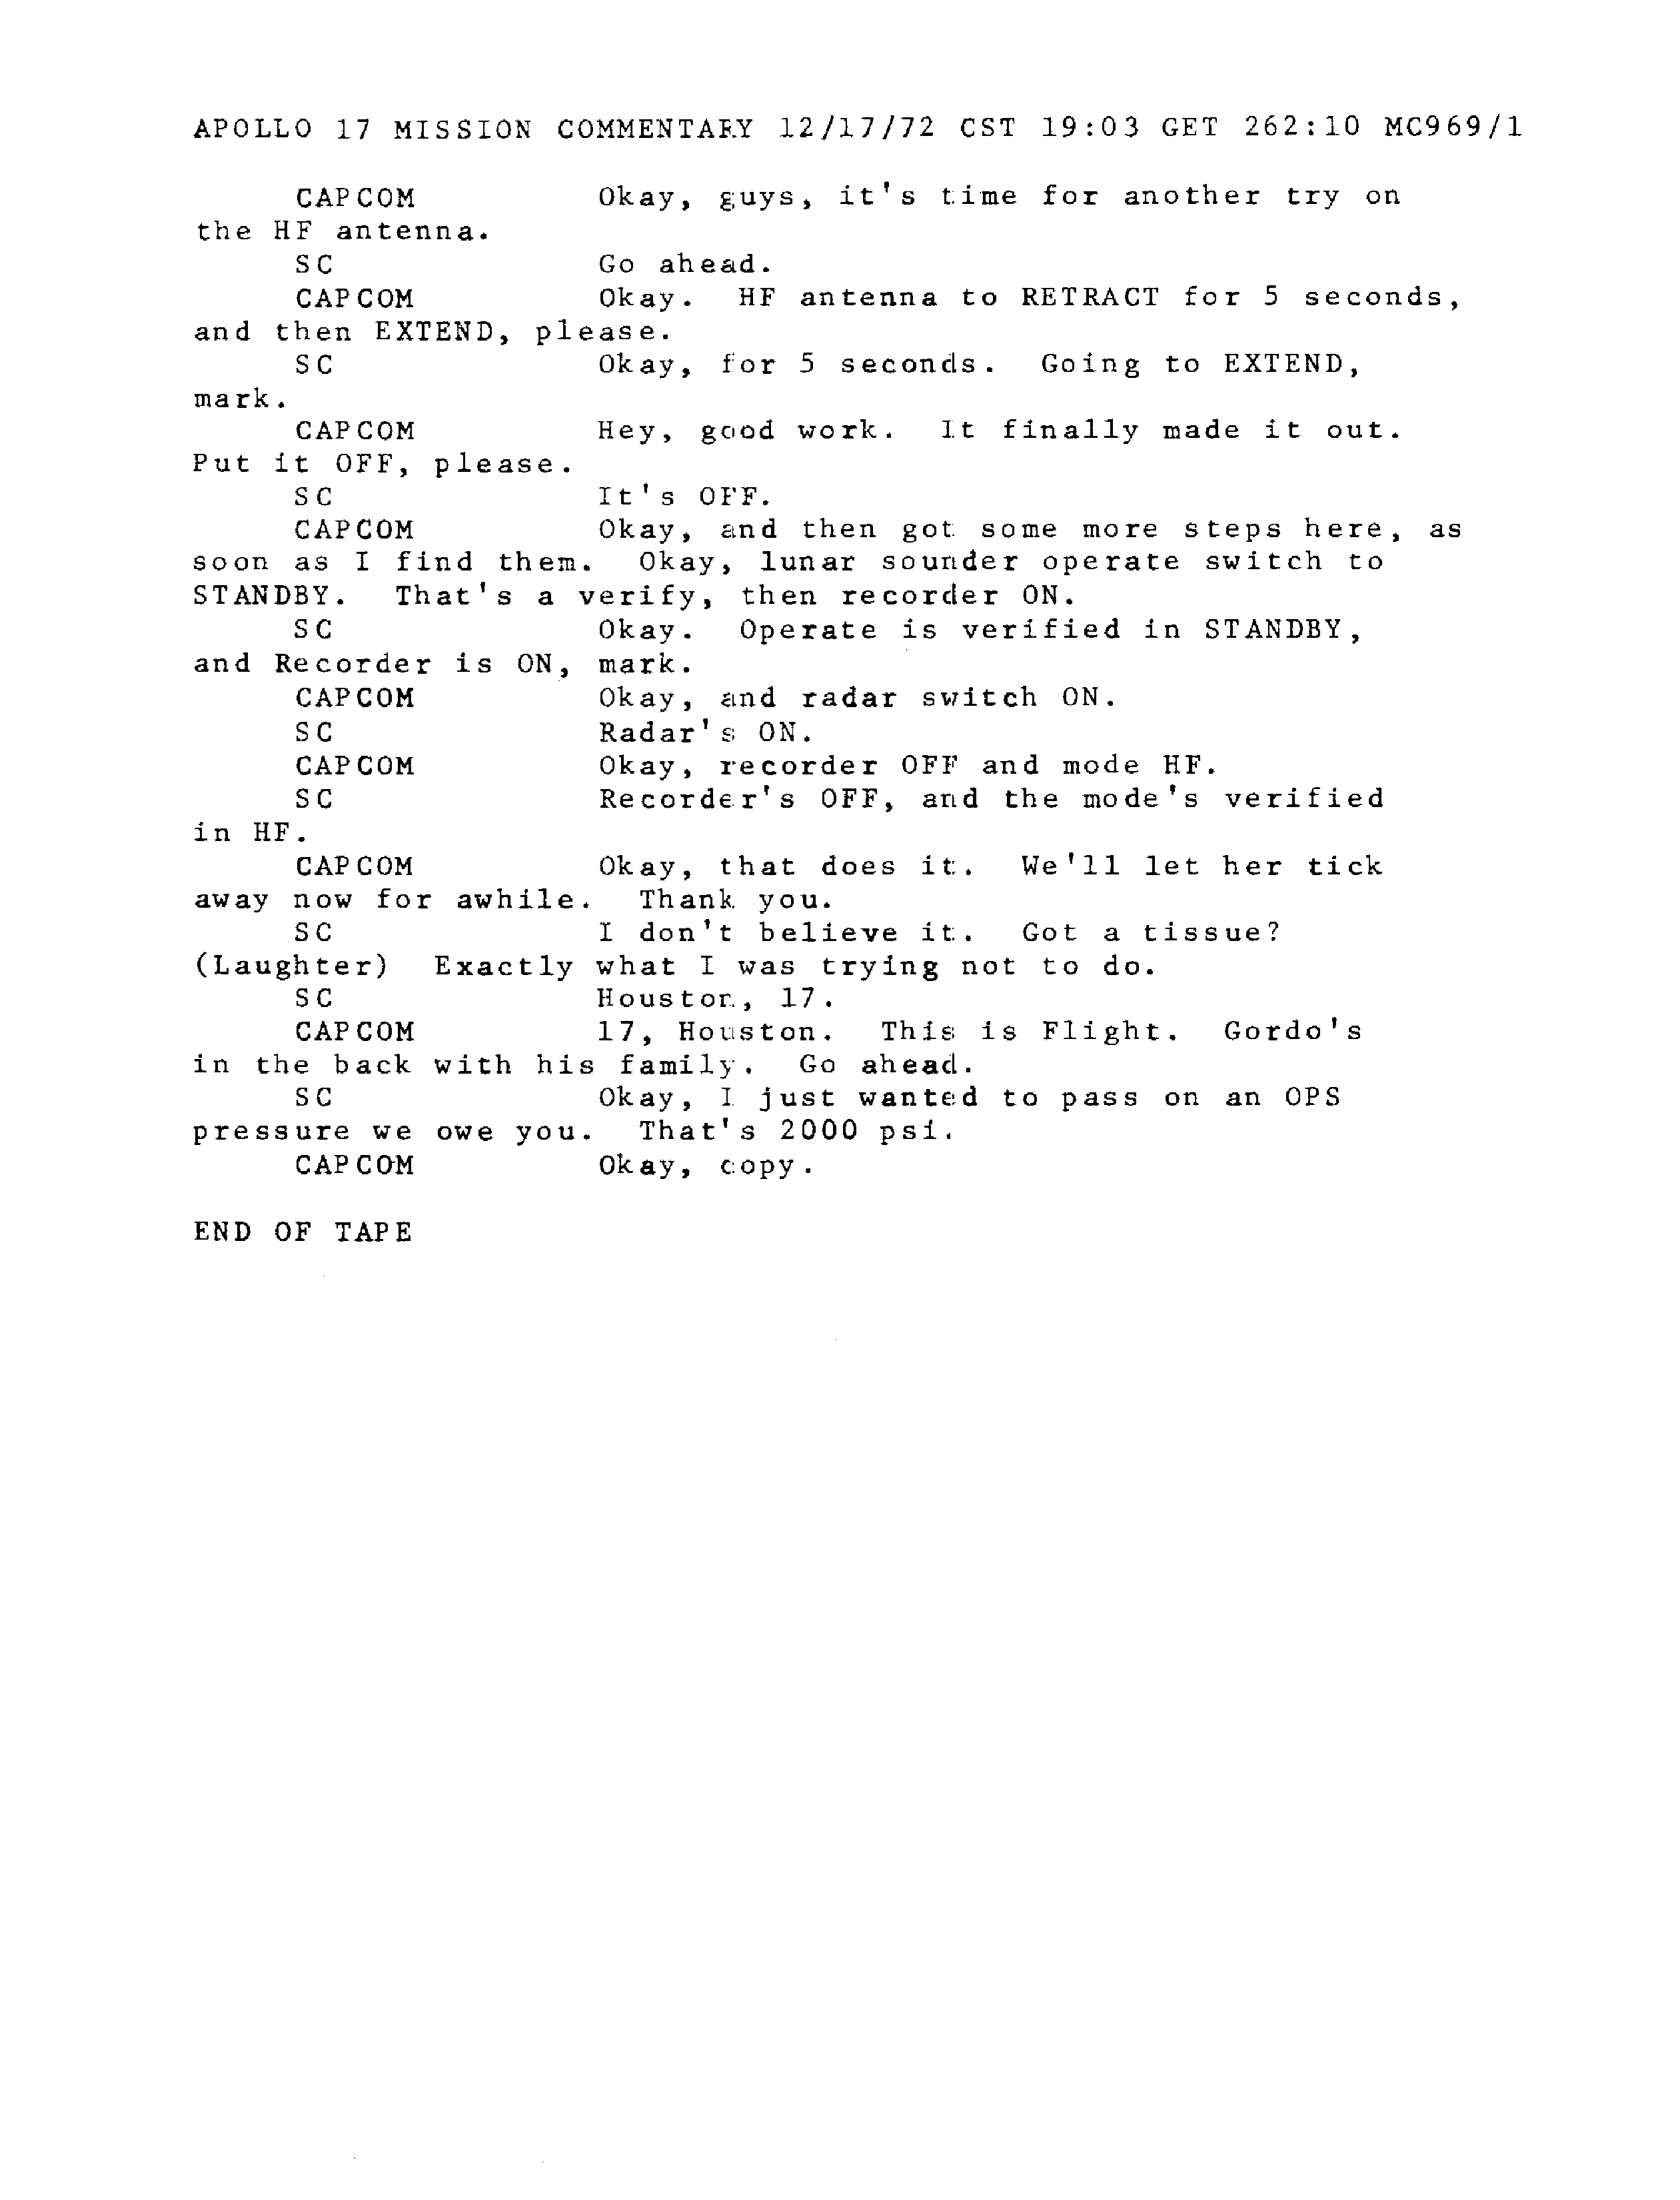 APOLLO 17 MISSION COMMENTARY 12/17/72 CST 19:03 GET 262:10 MC969/1
CAPCOM Okay, guys, it's time for another try on
the HF antenna.
SC Go ahead.
CAPCOM Okay. HF antenna to RETRACT for 5 seconds,
and then EXTEND, please.
SC Okay, for 5 seconds. Going to EXTEND,
mark.
CAPCOM Hey, good work. It finally made it out.
Put it OFF, please.
SC It's OFF.
CAPCOM Okay, and then got some more steps here, as
soon as I find them. Okay, lunar sounder operate switch to
STANDBY. That's a verify, then recorder ON.
SC Okay. Operate is verified in STANDBY,
and Recorder is ON, mark.
CAPCOM Okay, and radar switch ON.
SC Radar's ON.
CAPCOM Okay, recorder OFF and mode HF.
SC Recorder's OFF, and the mode's verified
in HF.
CAPCOM Okay, that does it. We'll let her tick
away now for awhile. Thank you.
SC I don't believe it. Got a tissue?
(Laughter) Exactly what I was trying not to do.
SC Houston, 17.
CAPCOM 17, Houston. This is Flight. Gordo's
in the back with his family. Go ahead.
SC Okay, I just wanted to pass on an OPS
pressure we owe you. That's 2000 psi.
CAPCOM Okay, copy.
END OF TAPE